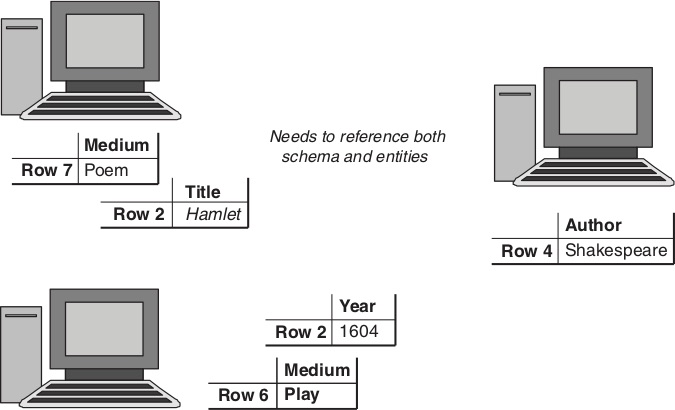 Medium
Row 7 Poem
Title
Row 2 Hamlet
Needs to reference both
schema and entities
Author
Row 4 Shakespeare
Year
Row 2 1604
Medium
Row 6 Play